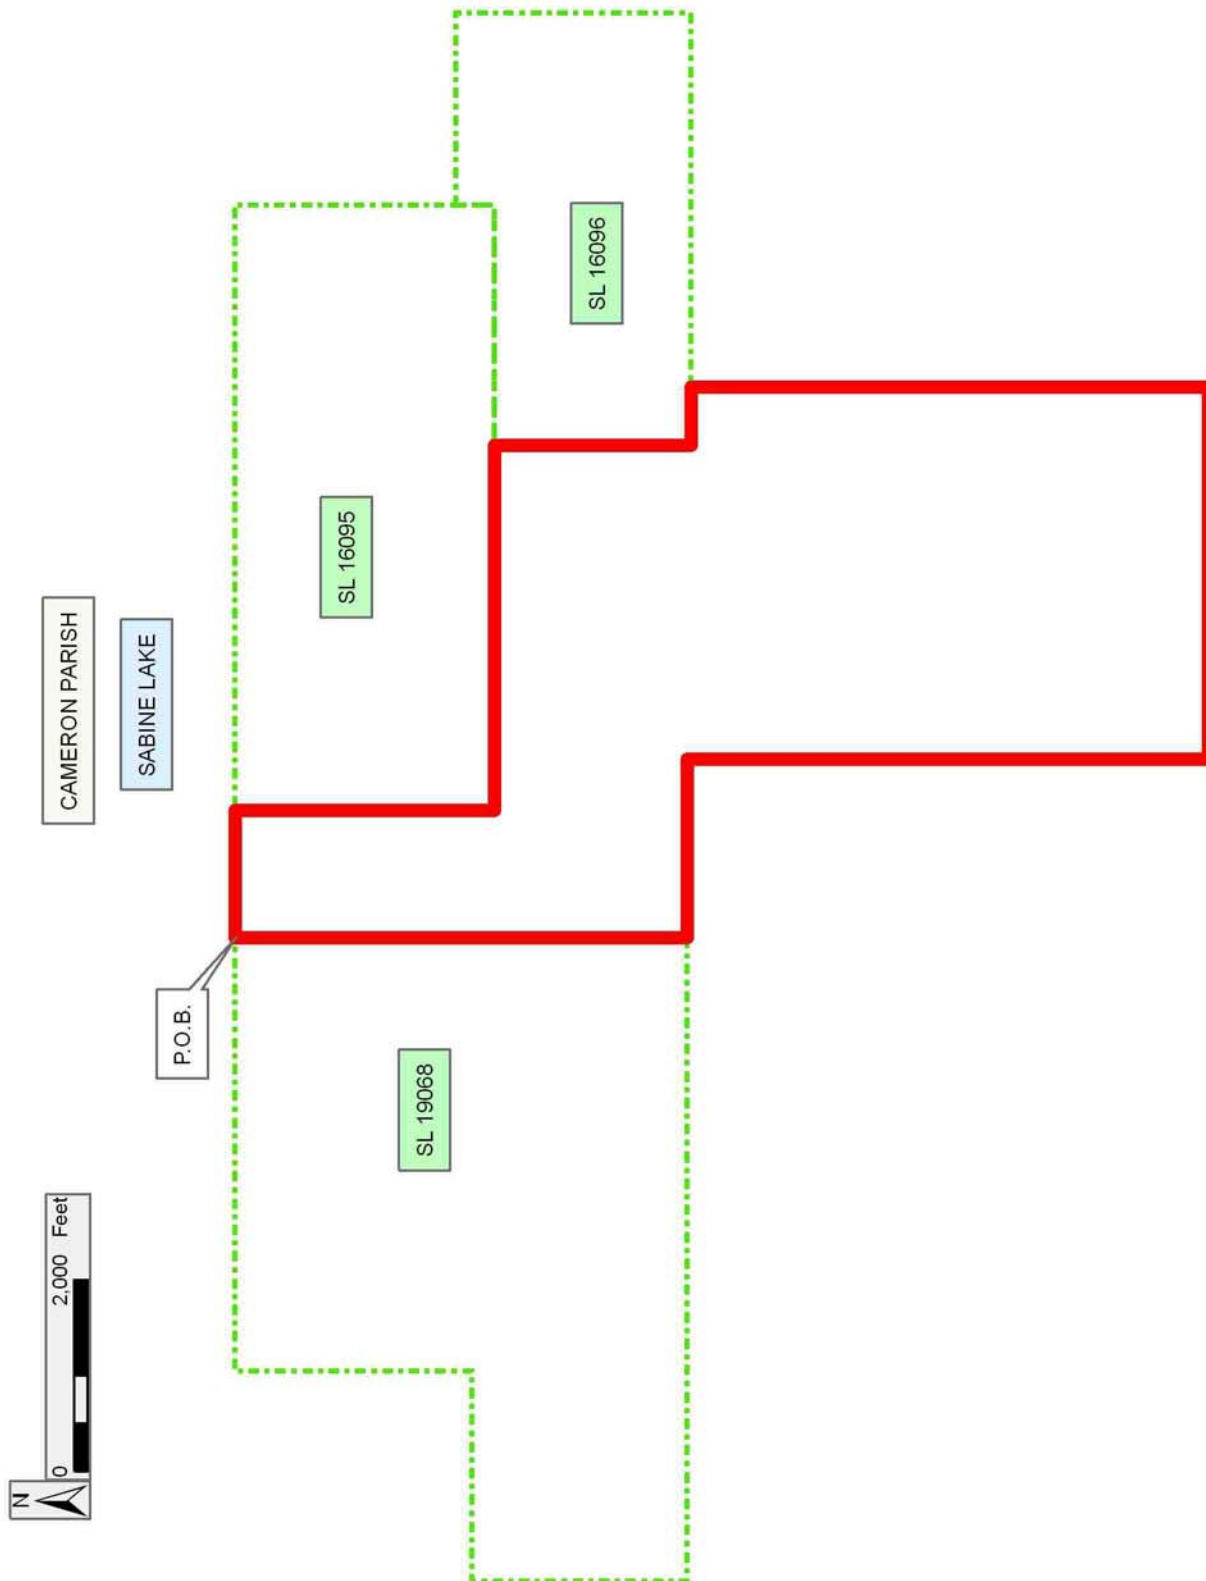 CAMERON PARISH
SABINE LAKE
P.O.B.
SL 16095
SL 19068
SL 16096
N
0 2,000 Feet